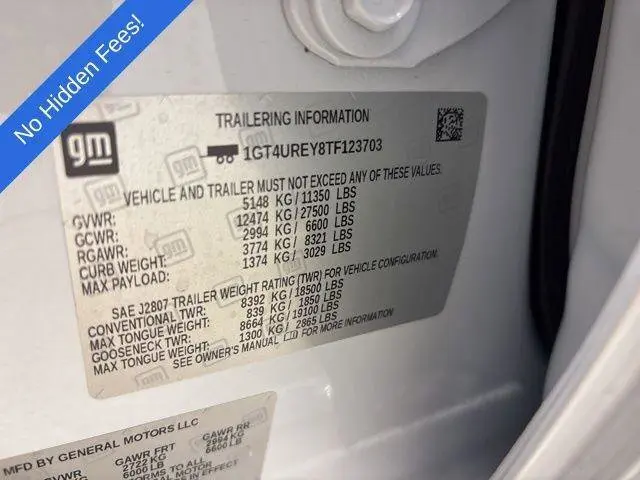 No Hidden Fees!
gm
TRAILERING INFORMATION
1GT4UREY8TF123703
VEHICLE AND TRAILER MUST NOT EXCEED ANY OF THESE VALUES.
GVWR: 5148 KG/11350 LBS
GCWR: 12474 KG/27500 LBS
RGAWR: 2994 KG/ 6600 LBS
CURB WEIGHT: 3774 KG/ 8321 LBS
MAX PAYLOAD: 1374 KG/ 3029 LBS
SAE J2807 TRAILER WEIGHT RATING (TWR) FOR VEHICLE CONFIGURATION.
CONVENTIONAL TWR: 8392 KG/18500 LBS
MAX TONGUE WEIGHT: 839 KG/ 1850 LBS
GOOSENECK TWR: 8664 KG/19100 LBS
MAX TONGUE WEIGHT: 1300 KG/ 2865 LBS
SEE OWNER'S MANUAL FOR MORE INFORMATION
MFD BY GENERAL MOTORS LLC
GVWR GAWR FRT GAWR RR
2722 KG 2994 KG
6000 LB 6600 LB